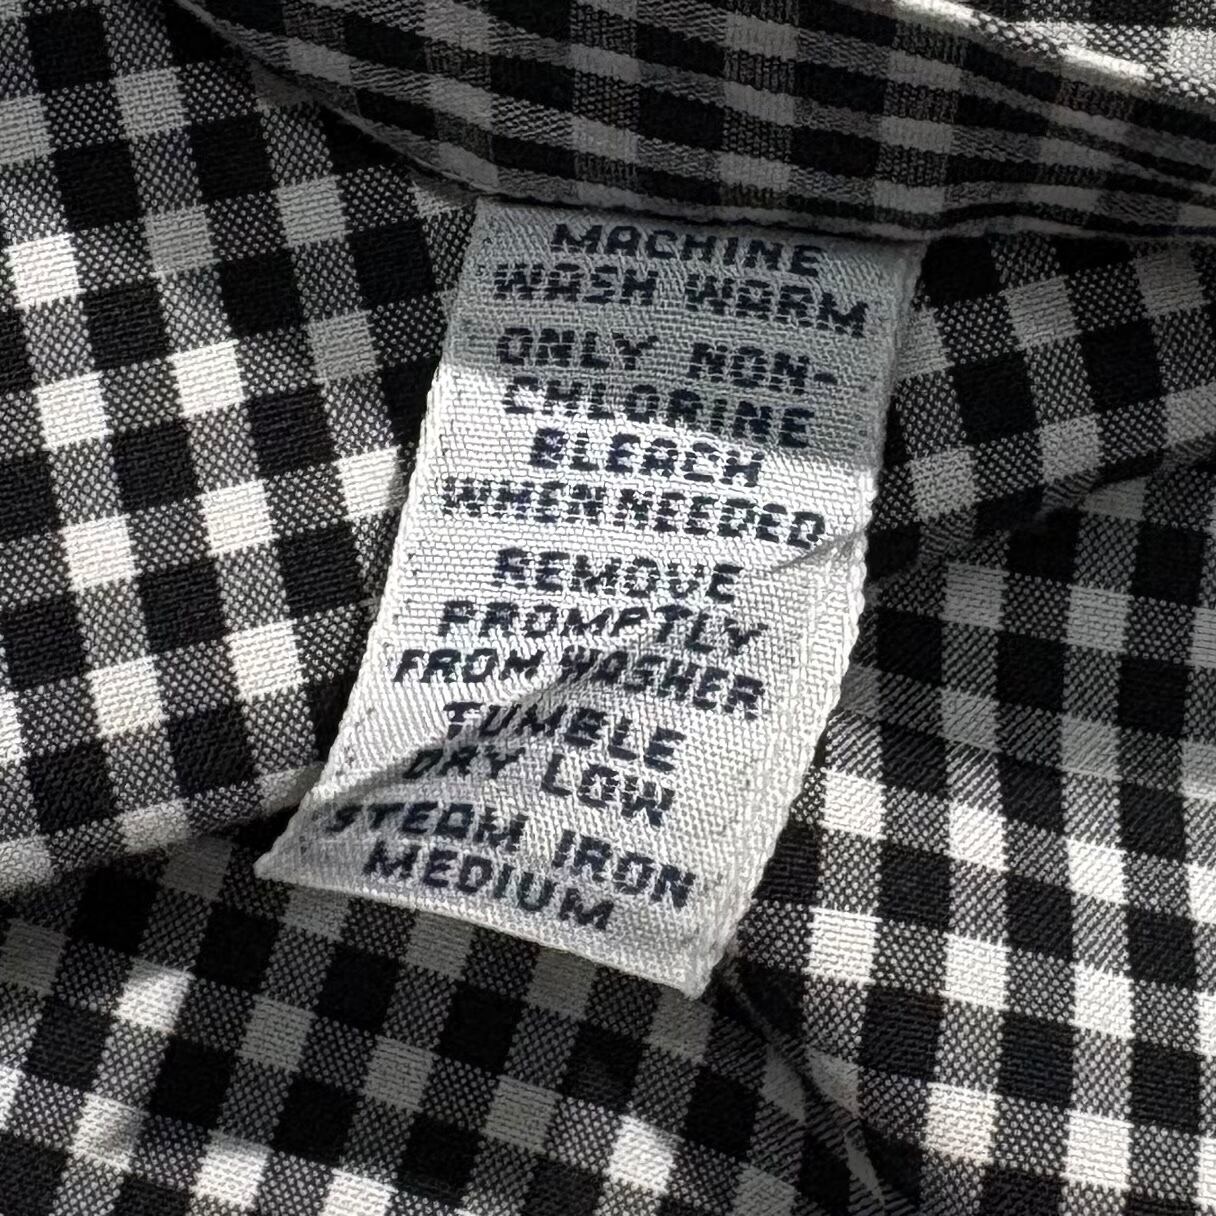 MACHINE
WASH WARM
ONLY NON-
CHLORINE
BLEACH
WHEN NEEDED
REMOVE
PROMPTLY
FROM WASHER
TUMBLE
DRY LOW
STEAM IRON
MEDIUM